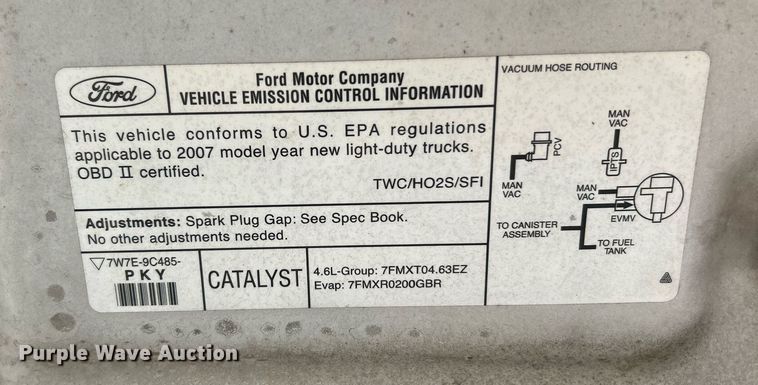 Ford
Ford Motor Company
VEHICLE EMISSION CONTROL INFORMATION
This vehicle conforms to U.S. EPA regulations
applicable to 2007 model year new light-duty trucks.
OBD II certified.
TWC/HO2S/SFI
Adjustments: Spark Plug Gap: See Spec Book.
No other adjustments needed.
7W7E-9C485-
PKY
CATALYST
4.6L-Group: 7FMXT04.63EZ
Evap: 7FMXR0200GBR
VACUUM HOSE ROUTING
MAN
VAC
PCV
MAN
VAC
IPTS
MAN
VAC
EVMV
TO CANISTER
ASSEMBLY
TO FUEL
TANK
Purple Wave Auction